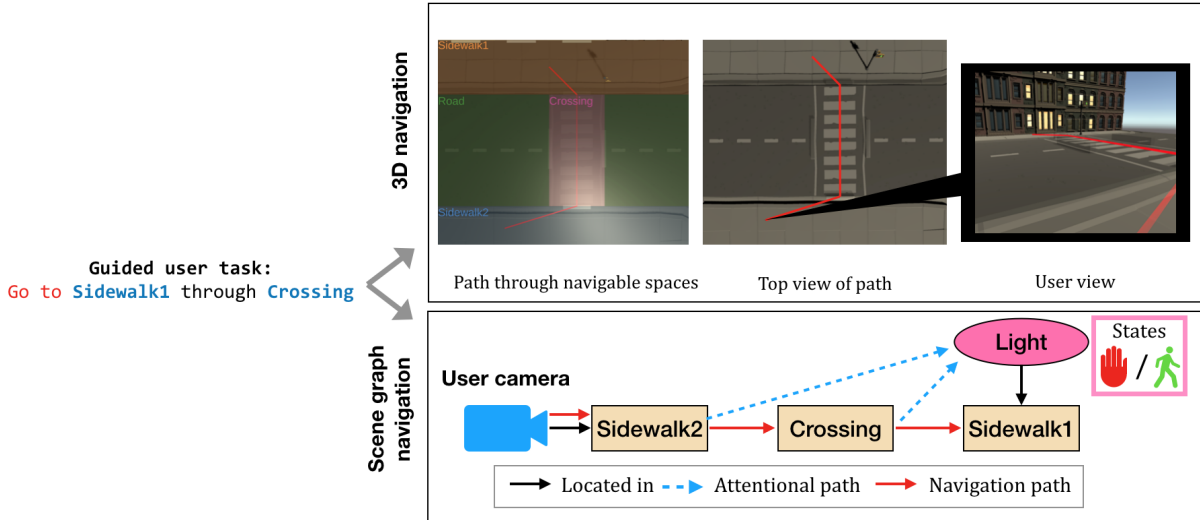 Guided user task:
Go to Sidewalk1 through Crossing
3D navigation
Sidewalk1
Road
Crossing
Sidewalk2
Path through navigable spaces
Top view of path
User view
Scene graph
navigation
User camera
Sidewalk2
Crossing
Sidewalk1
Light
States
/
Located in
Attentional path
Navigation path